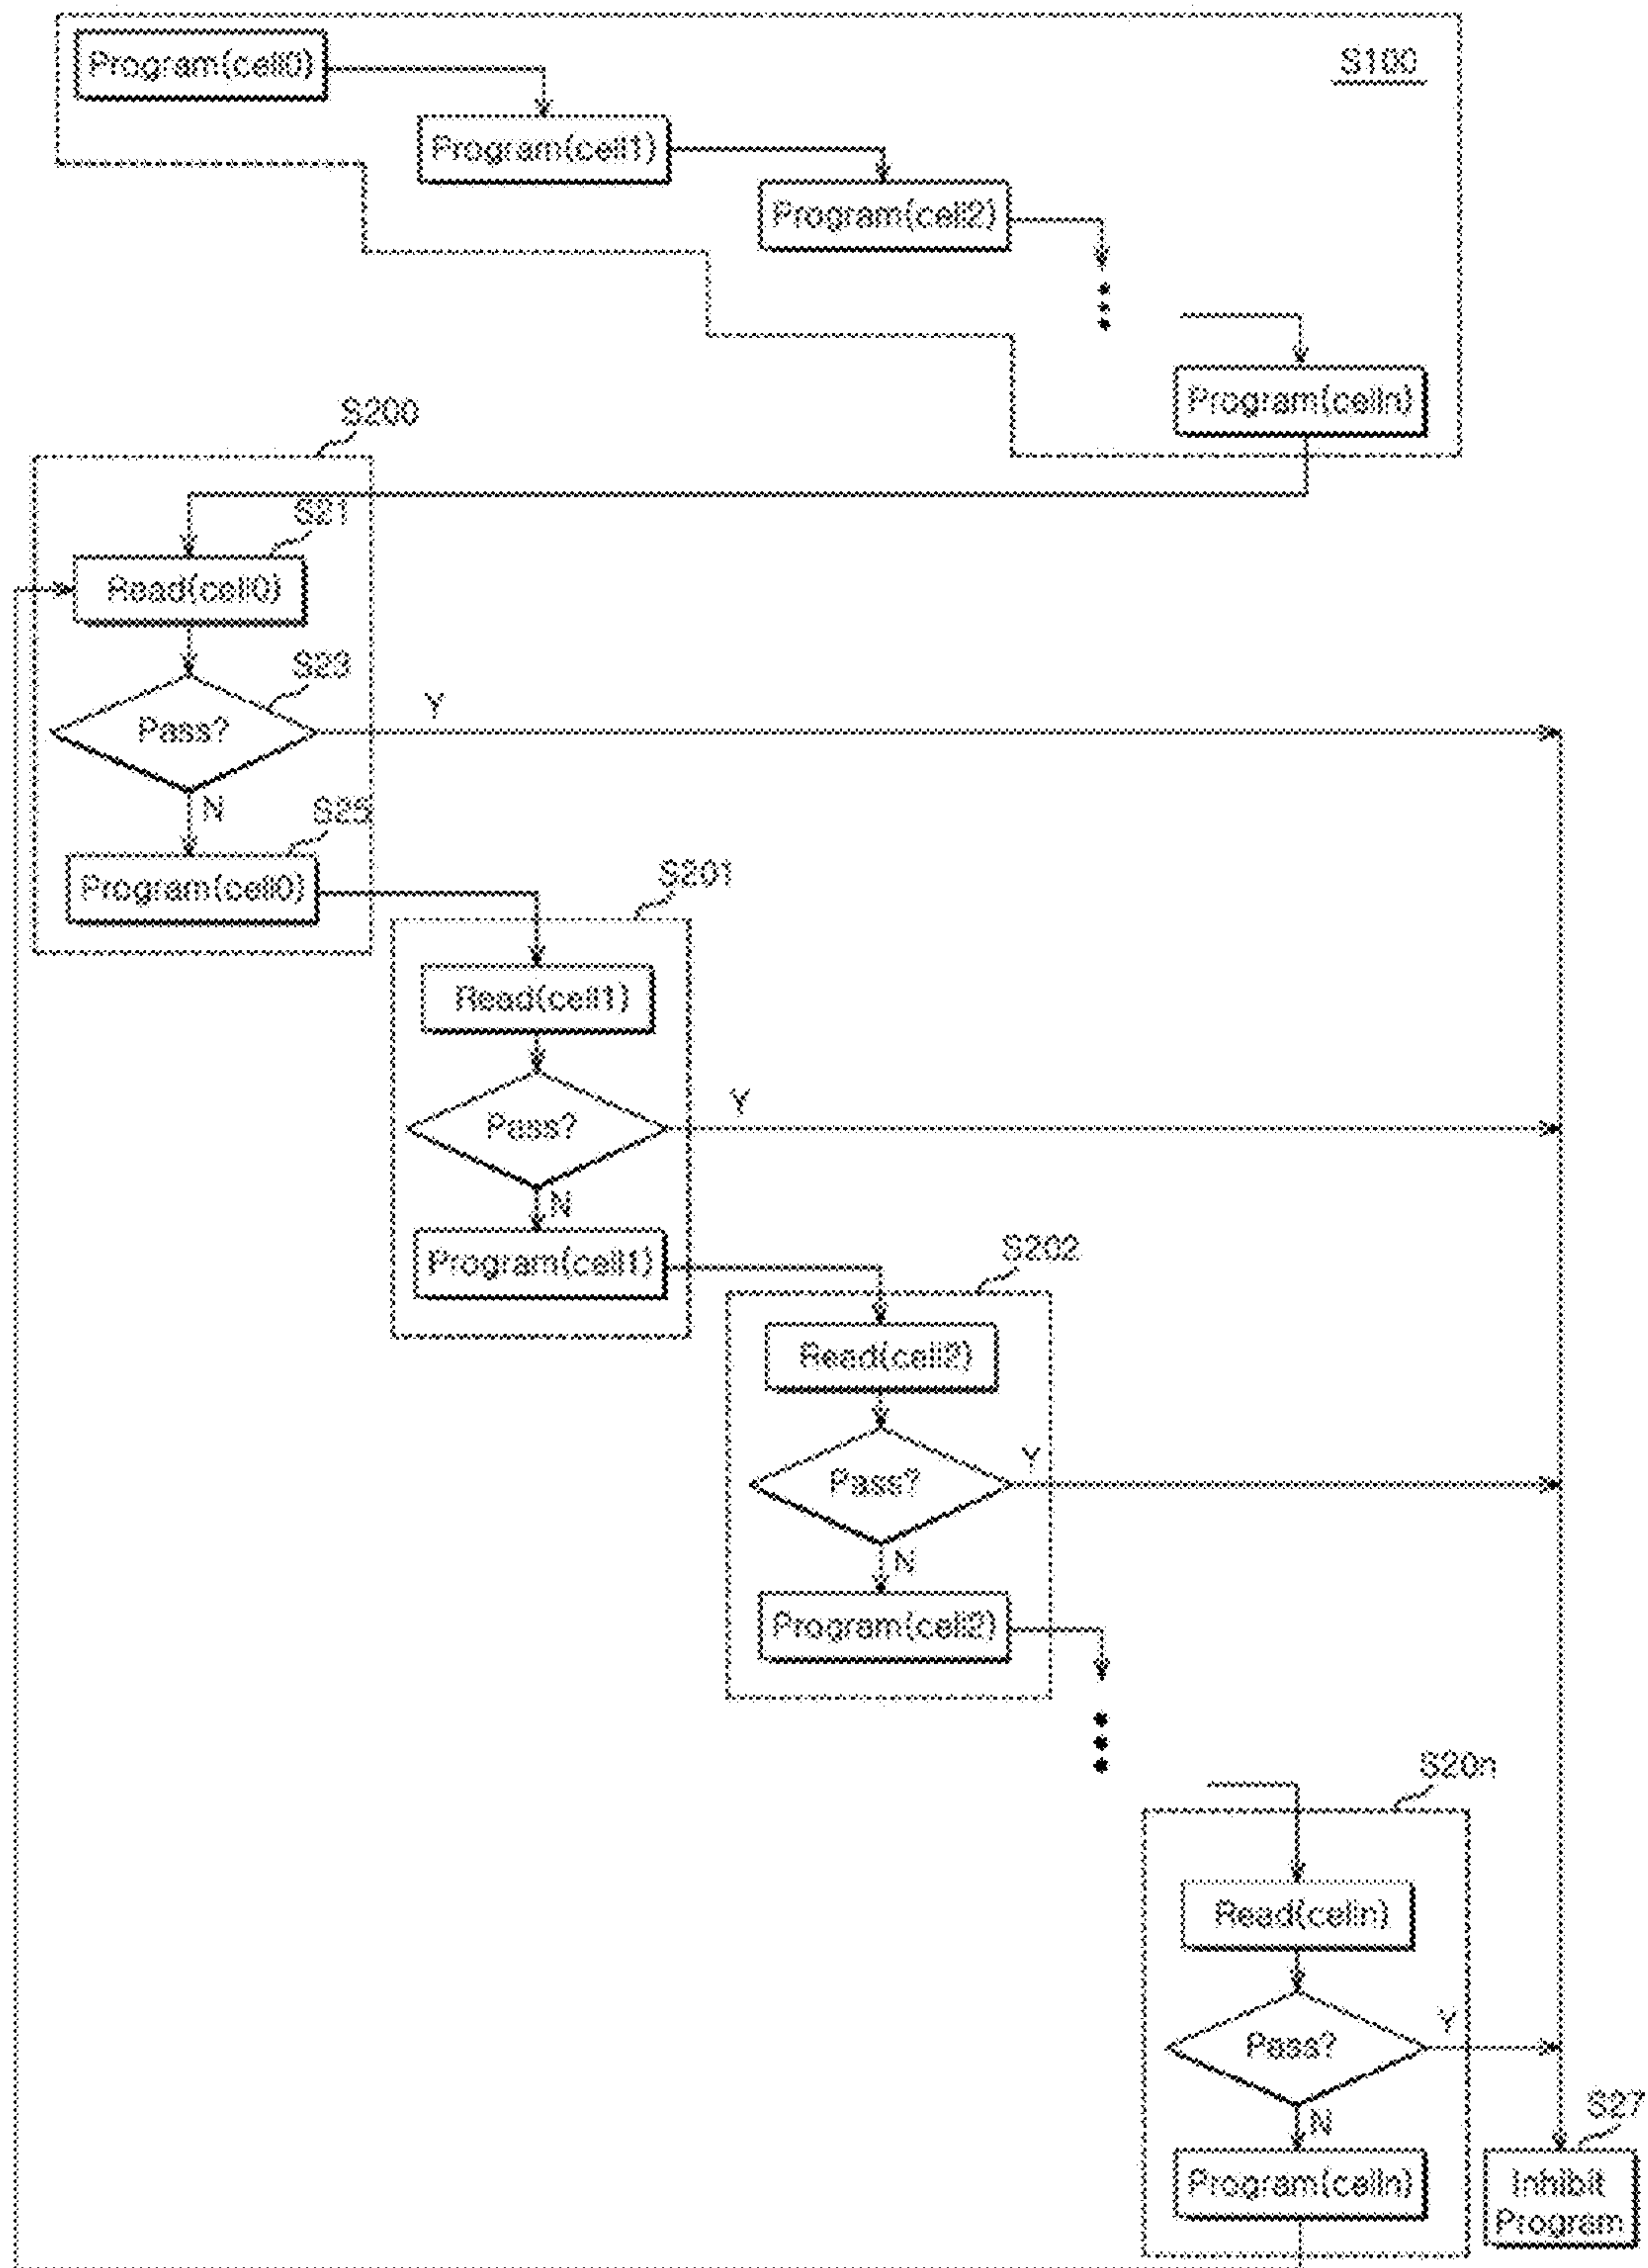 Program(cell0)
S100
Program(cell1)
Program(cell2)
Program(celln)
S200
S21
Read(cell0)
S23
Pass?
Y
N
S25
Program(cell0)
S201
Read(cell1)
Pass?
Y
N
Program(cell1)
S202
Read(cell2)
Pass?
Y
N
Program(cell2)
S20n
Read(celln)
Pass?
Y
N
S27
Program(celln)
Inhibit
Program